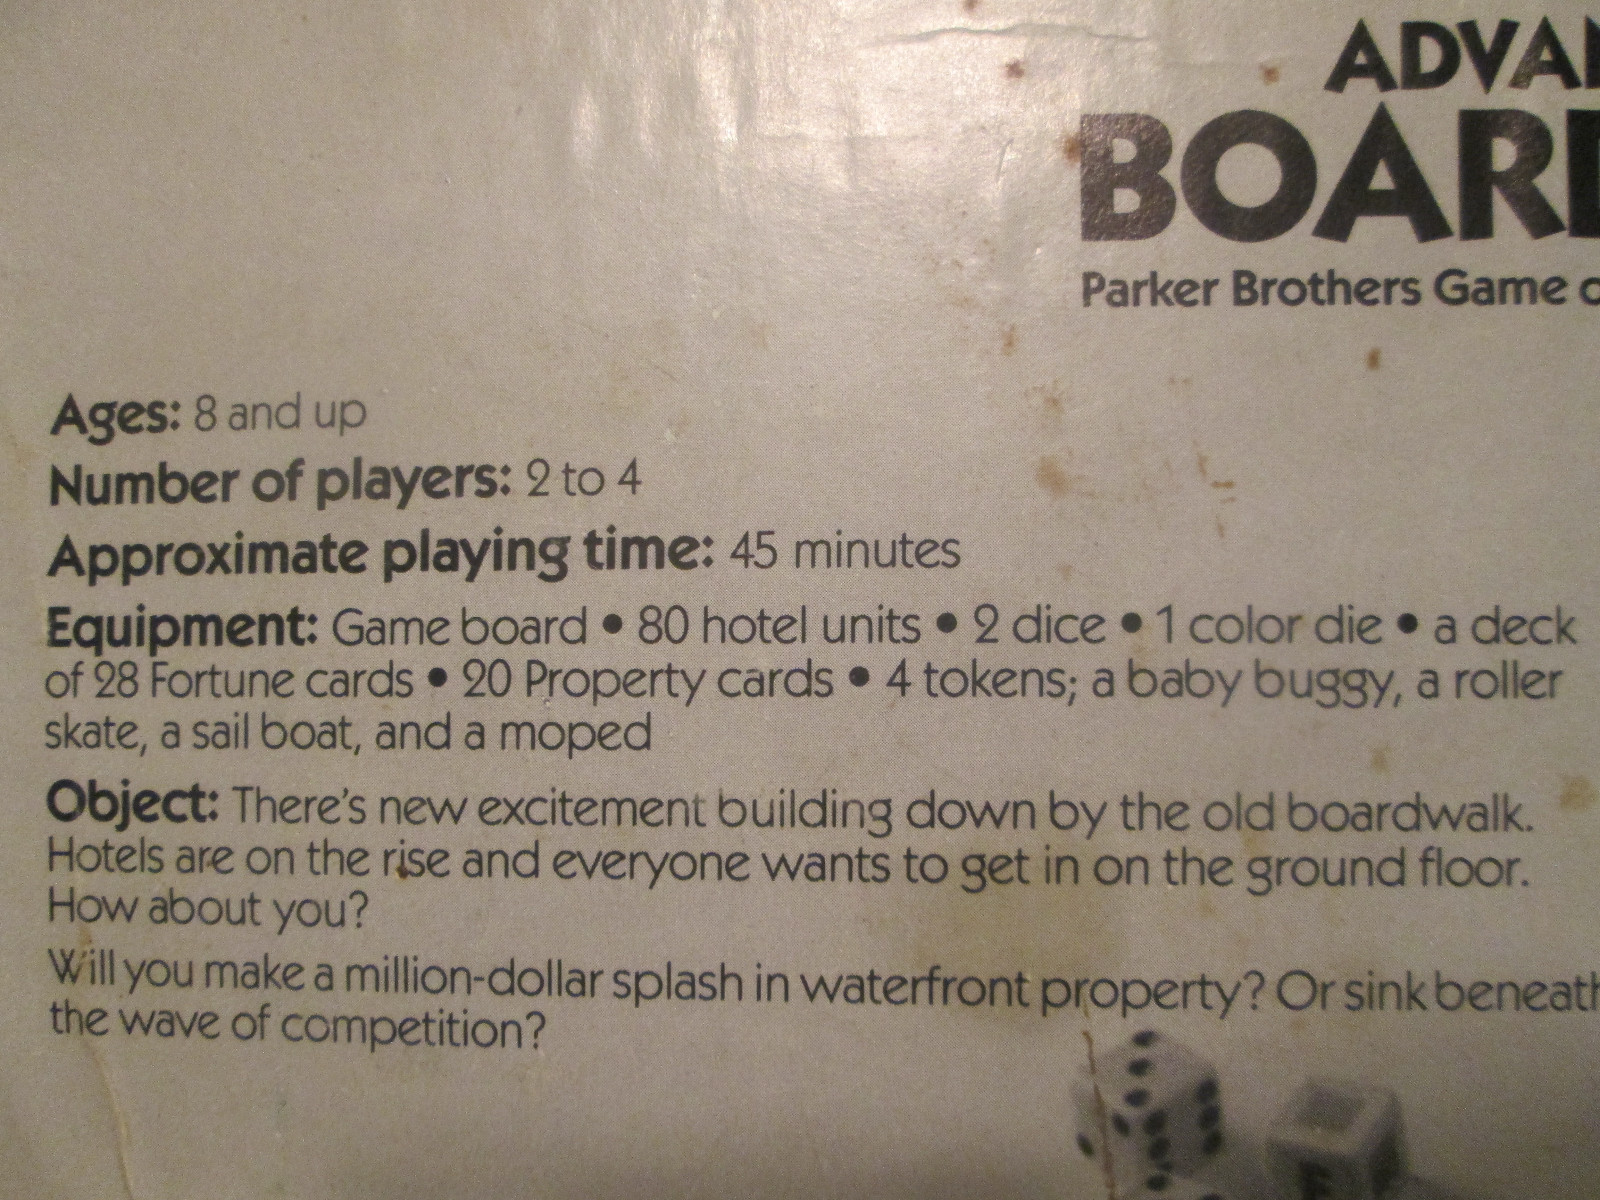 ADVAN
BOARD
Parker Brothers Game o
Ages: 8 and up
Number of players: 2 to 4
Approximate playing time: 45 minutes
Equipment: Game board • 80 hotel units • 2 dice • 1 color die • a deck
of 28 Fortune cards • 20 Property cards • 4 tokens; a baby buggy, a roller
skate, a sail boat, and a moped
Object: There's new excitement building down by the old boardwalk.
Hotels are on the rise and everyone wants to get in on the ground floor.
How about you?
Will you make a million-dollar splash in waterfront property? Or sink beneath
the wave of competition?